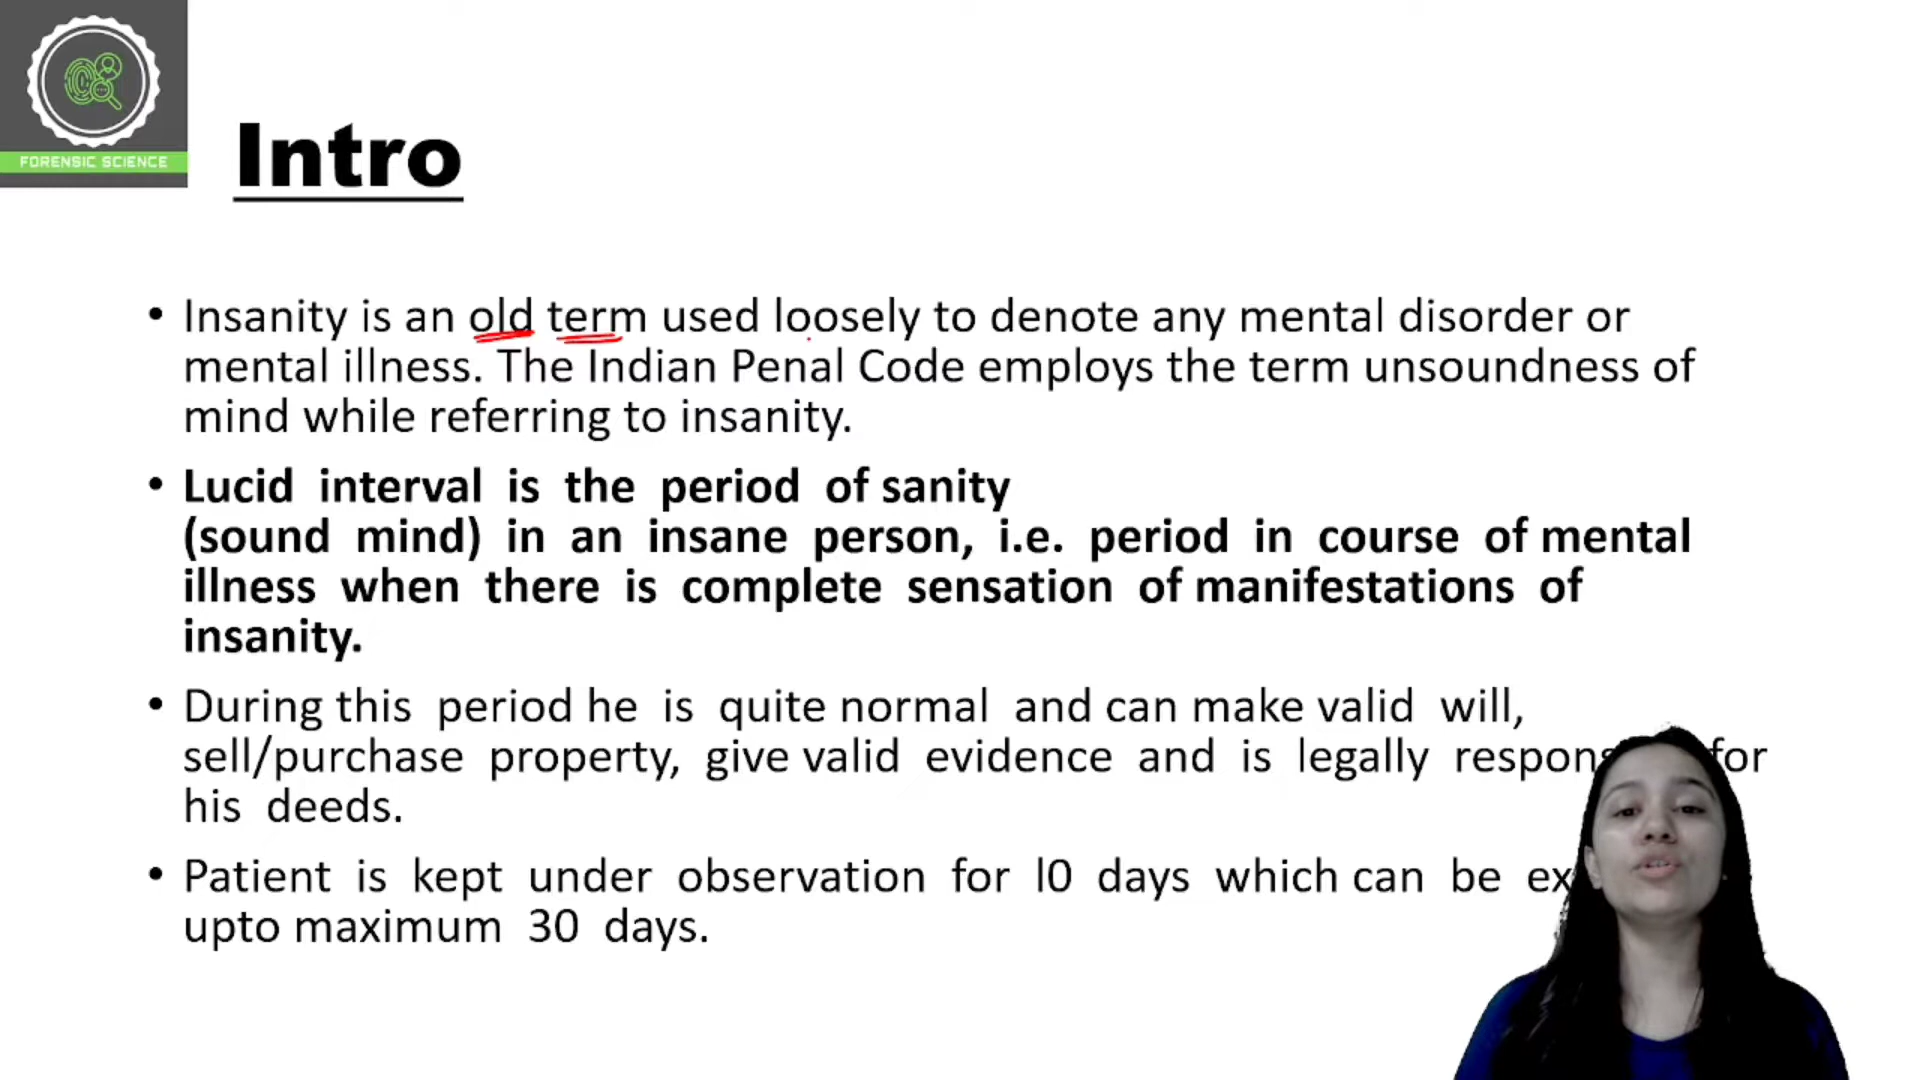 FORENSIC SCIENCE
Intro
• Insanity is an old term used loosely to denote any mental disorder or
mental illness. The Indian Penal Code employs the term unsoundness of
mind while referring to insanity.
• Lucid interval is the period of sanity
(sound mind) in an insane person, i.e. period in course of mental
illness when there is complete sensation of manifestations of
insanity.
• During this period he is quite normal and can make valid will,
sell/purchase property, give valid evidence and is legally for
his deeds.
• Patient is kept under observation for l0 days which can be
upto maximum 30 days.